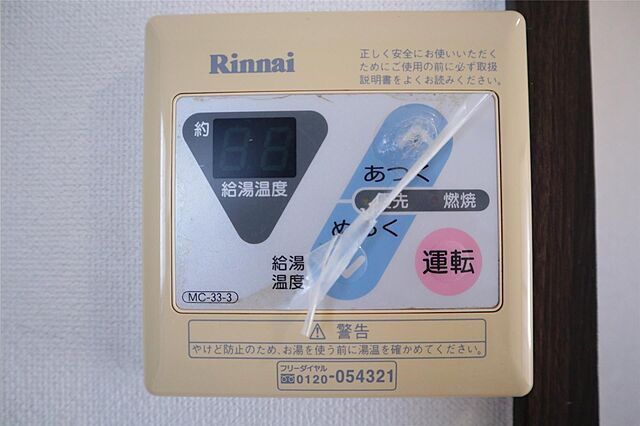 Rinnai
正しく安全にお使いいただく
ためにご使用の前に必ず取扱
説明書をよくお読みください。
約
給湯温度
あつく
優先
燃焼
ぬるく
給湯
温度
運転
MC-33-3
警告
やけど防止のため、お湯を使う前に湯温を確かめてください。
フリーダイヤル
0120-054321